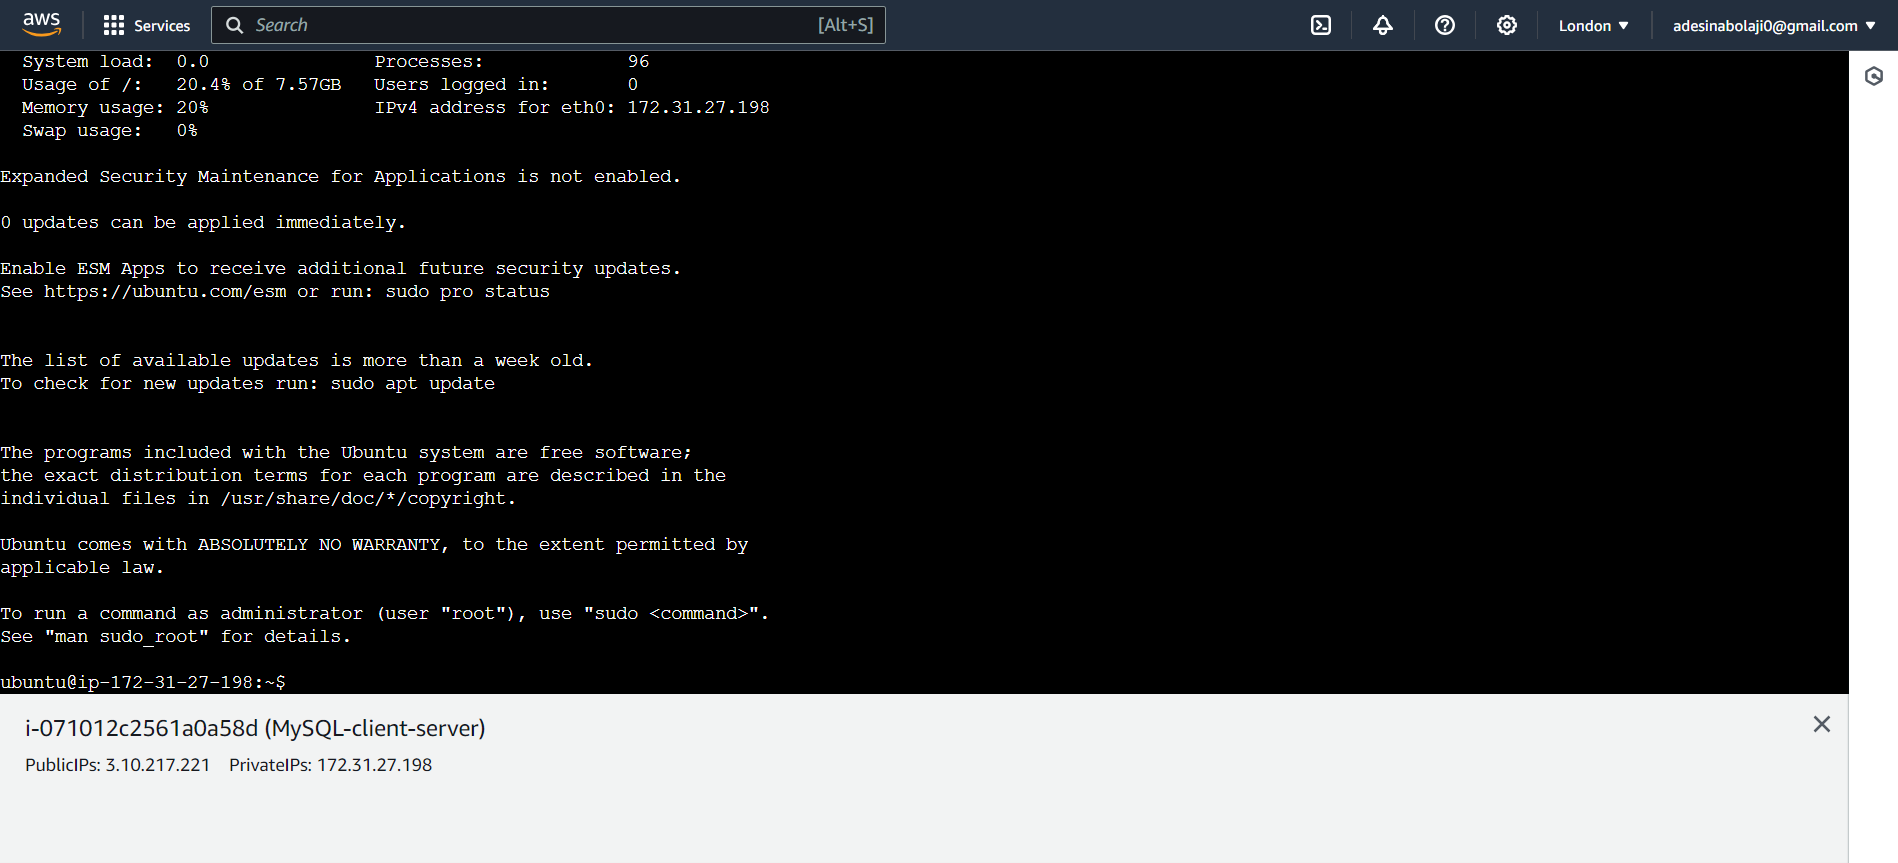 aws
Services
Search [Alt+S]
London
adesinabolaji0@gmail.com
System load: 0.0 Processes: 96
Usage of /: 20.4% of 7.57GB Users logged in: 0
Memory usage: 20% IPv4 address for eth0: 172.31.27.198
Swap usage: 0%
Expanded Security Maintenance for Applications is not enabled.
0 updates can be applied immediately.
Enable ESM Apps to receive additional future security updates.
See https://ubuntu.com/esm or run: sudo pro status
The list of available updates is more than a week old.
To check for new updates run: sudo apt update
The programs included with the Ubuntu system are free software;
the exact distribution terms for each program are described in the
individual files in /usr/share/doc/*/copyright.
Ubuntu comes with ABSOLUTELY NO WARRANTY, to the extent permitted by
applicable law.
To run a command as administrator (user "root"), use "sudo <command>".
See "man sudo_root" for details.
ubuntu@ip-172-31-27-198:~$
i-071012c2561a0a58d (MySQL-client-server)
PublicIPs: 3.10.217.221 PrivateIPs: 172.31.27.198